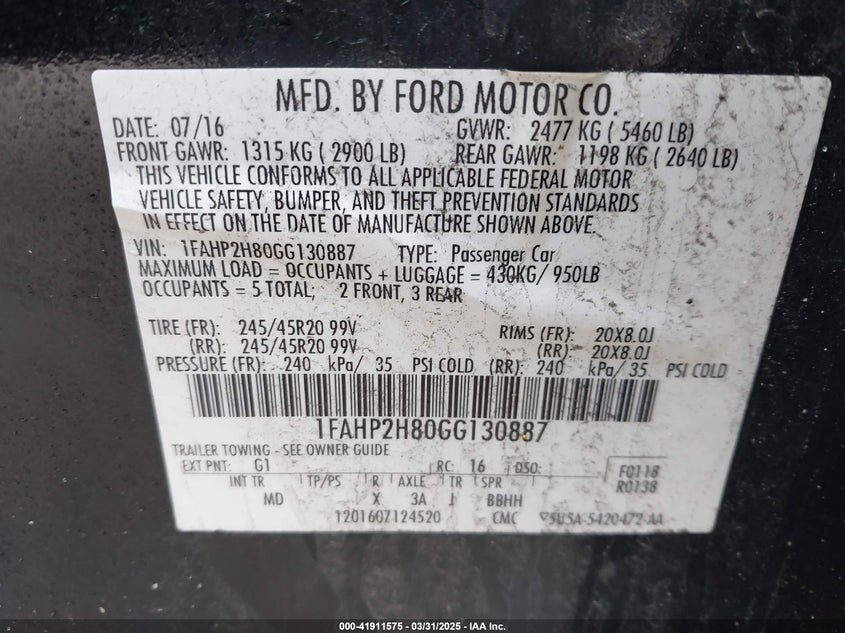 MFD. BY FORD MOTOR CO.
DATE: 07/16 GVWR: 2477 KG ( 5460 LB)
FRONT GAWR: 1315 KG ( 2900 LB) REAR GAWR: 1198 KG ( 2640 LB)
THIS VEHICLE CONFORMS TO ALL APPLICABLE FEDERAL MOTOR
VEHICLE SAFETY, BUMPER, AND THEFT PREVENTION STANDARDS
IN EFFECT ON THE DATE OF MANUFACTURE SHOWN ABOVE.
VIN: 1FAHP2H80GG130887 TYPE: Passenger Car
MAXIMUM LOAD = OCCUPANTS + LUGGAGE = 430KG/ 950LB
OCCUPANTS = 5 TOTAL; 2 FRONT, 3 REAR
TIRE (FR): 245/45R20 99V RIMS (FR): 20X8.0J
(RR): 245/45R20 99V (RR): 20X8.0J
PRESSURE (FR): 240 kPa/ 35 PSI COLD (RR): 240 kPa/ 35 PSI COLD
1FAHP2H80GG130887
TRAILER TOWING - SEE OWNER GUIDE
EXT PNT: G1 RC: 16 DSO: F0118
INT TR TP/PS R AXLE TR SPR R0138
MD X 3A J BBHH
1201607124520 CMC 5U5A-5420472-AA
000-41911575 — 03/31/2025 — IAA Inc.